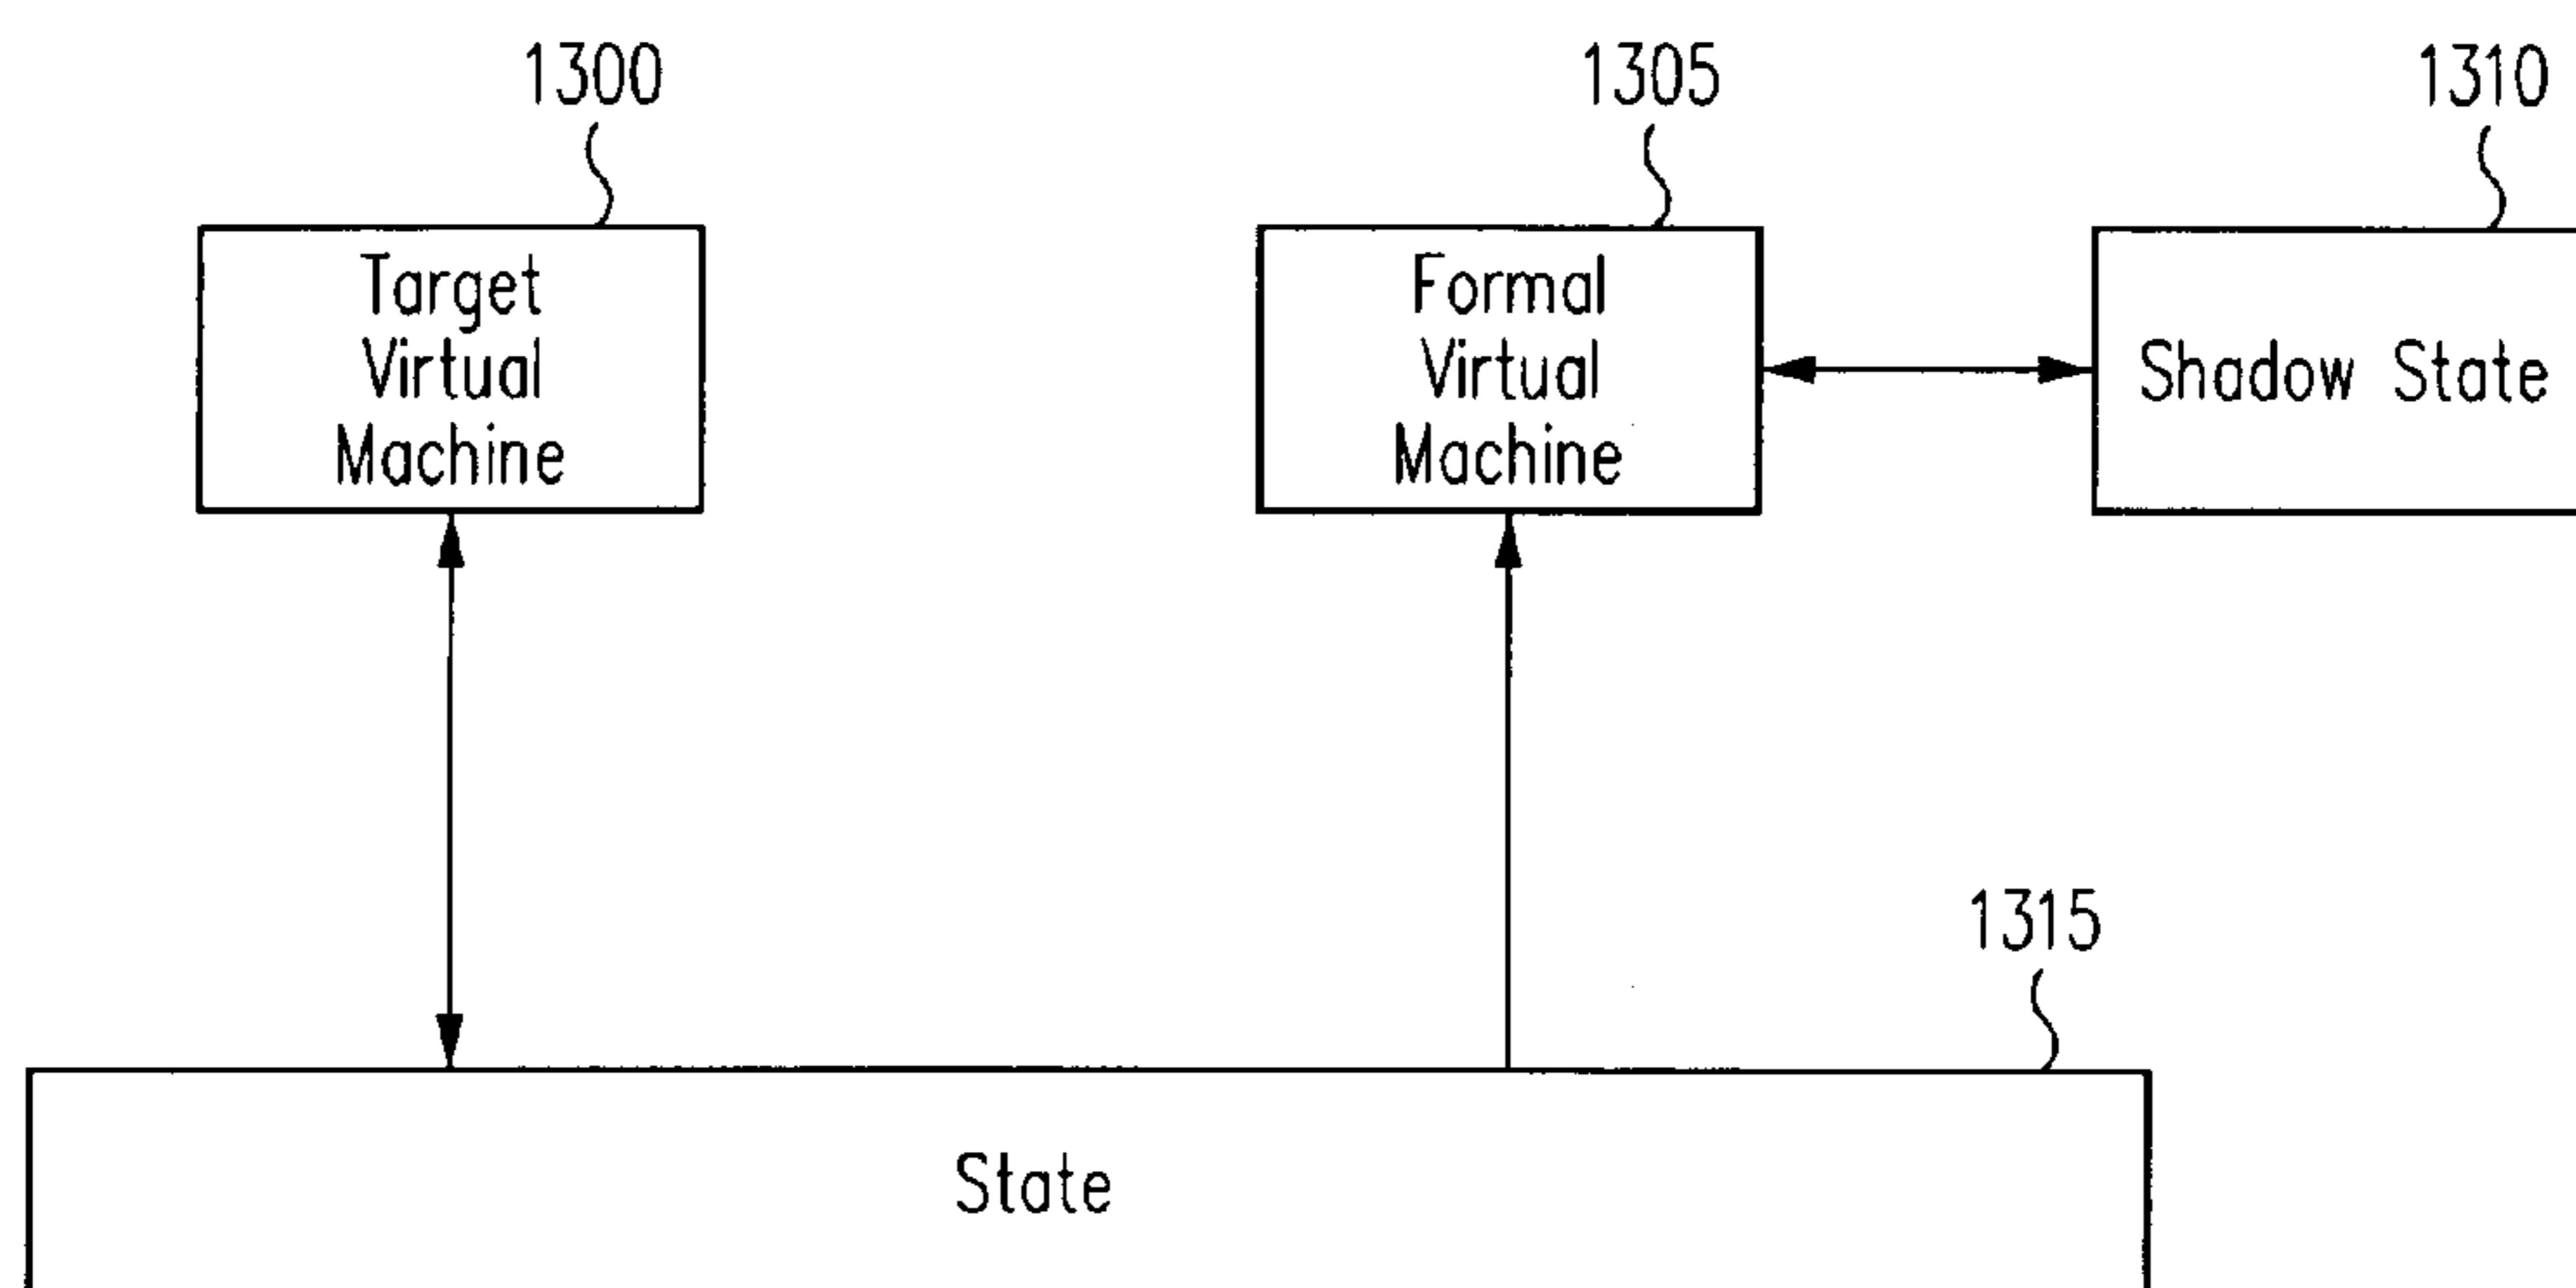 1300
1305
1310
Target
Virtual
Machine
Formal
Virtual
Machine
Shadow State
1315
State